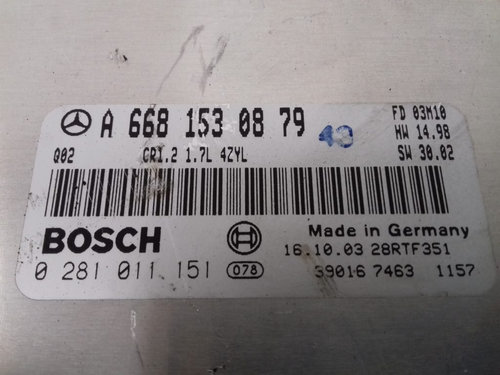 A 668 153 08 79 43 FD 03M10
HW 14.98
Q02 CR1.2 1.7L 4ZYL SW 30.02
BOSCH Made in Germany
16.10.03 28RTF351
0 281 011 151 078 39016 7463 1157